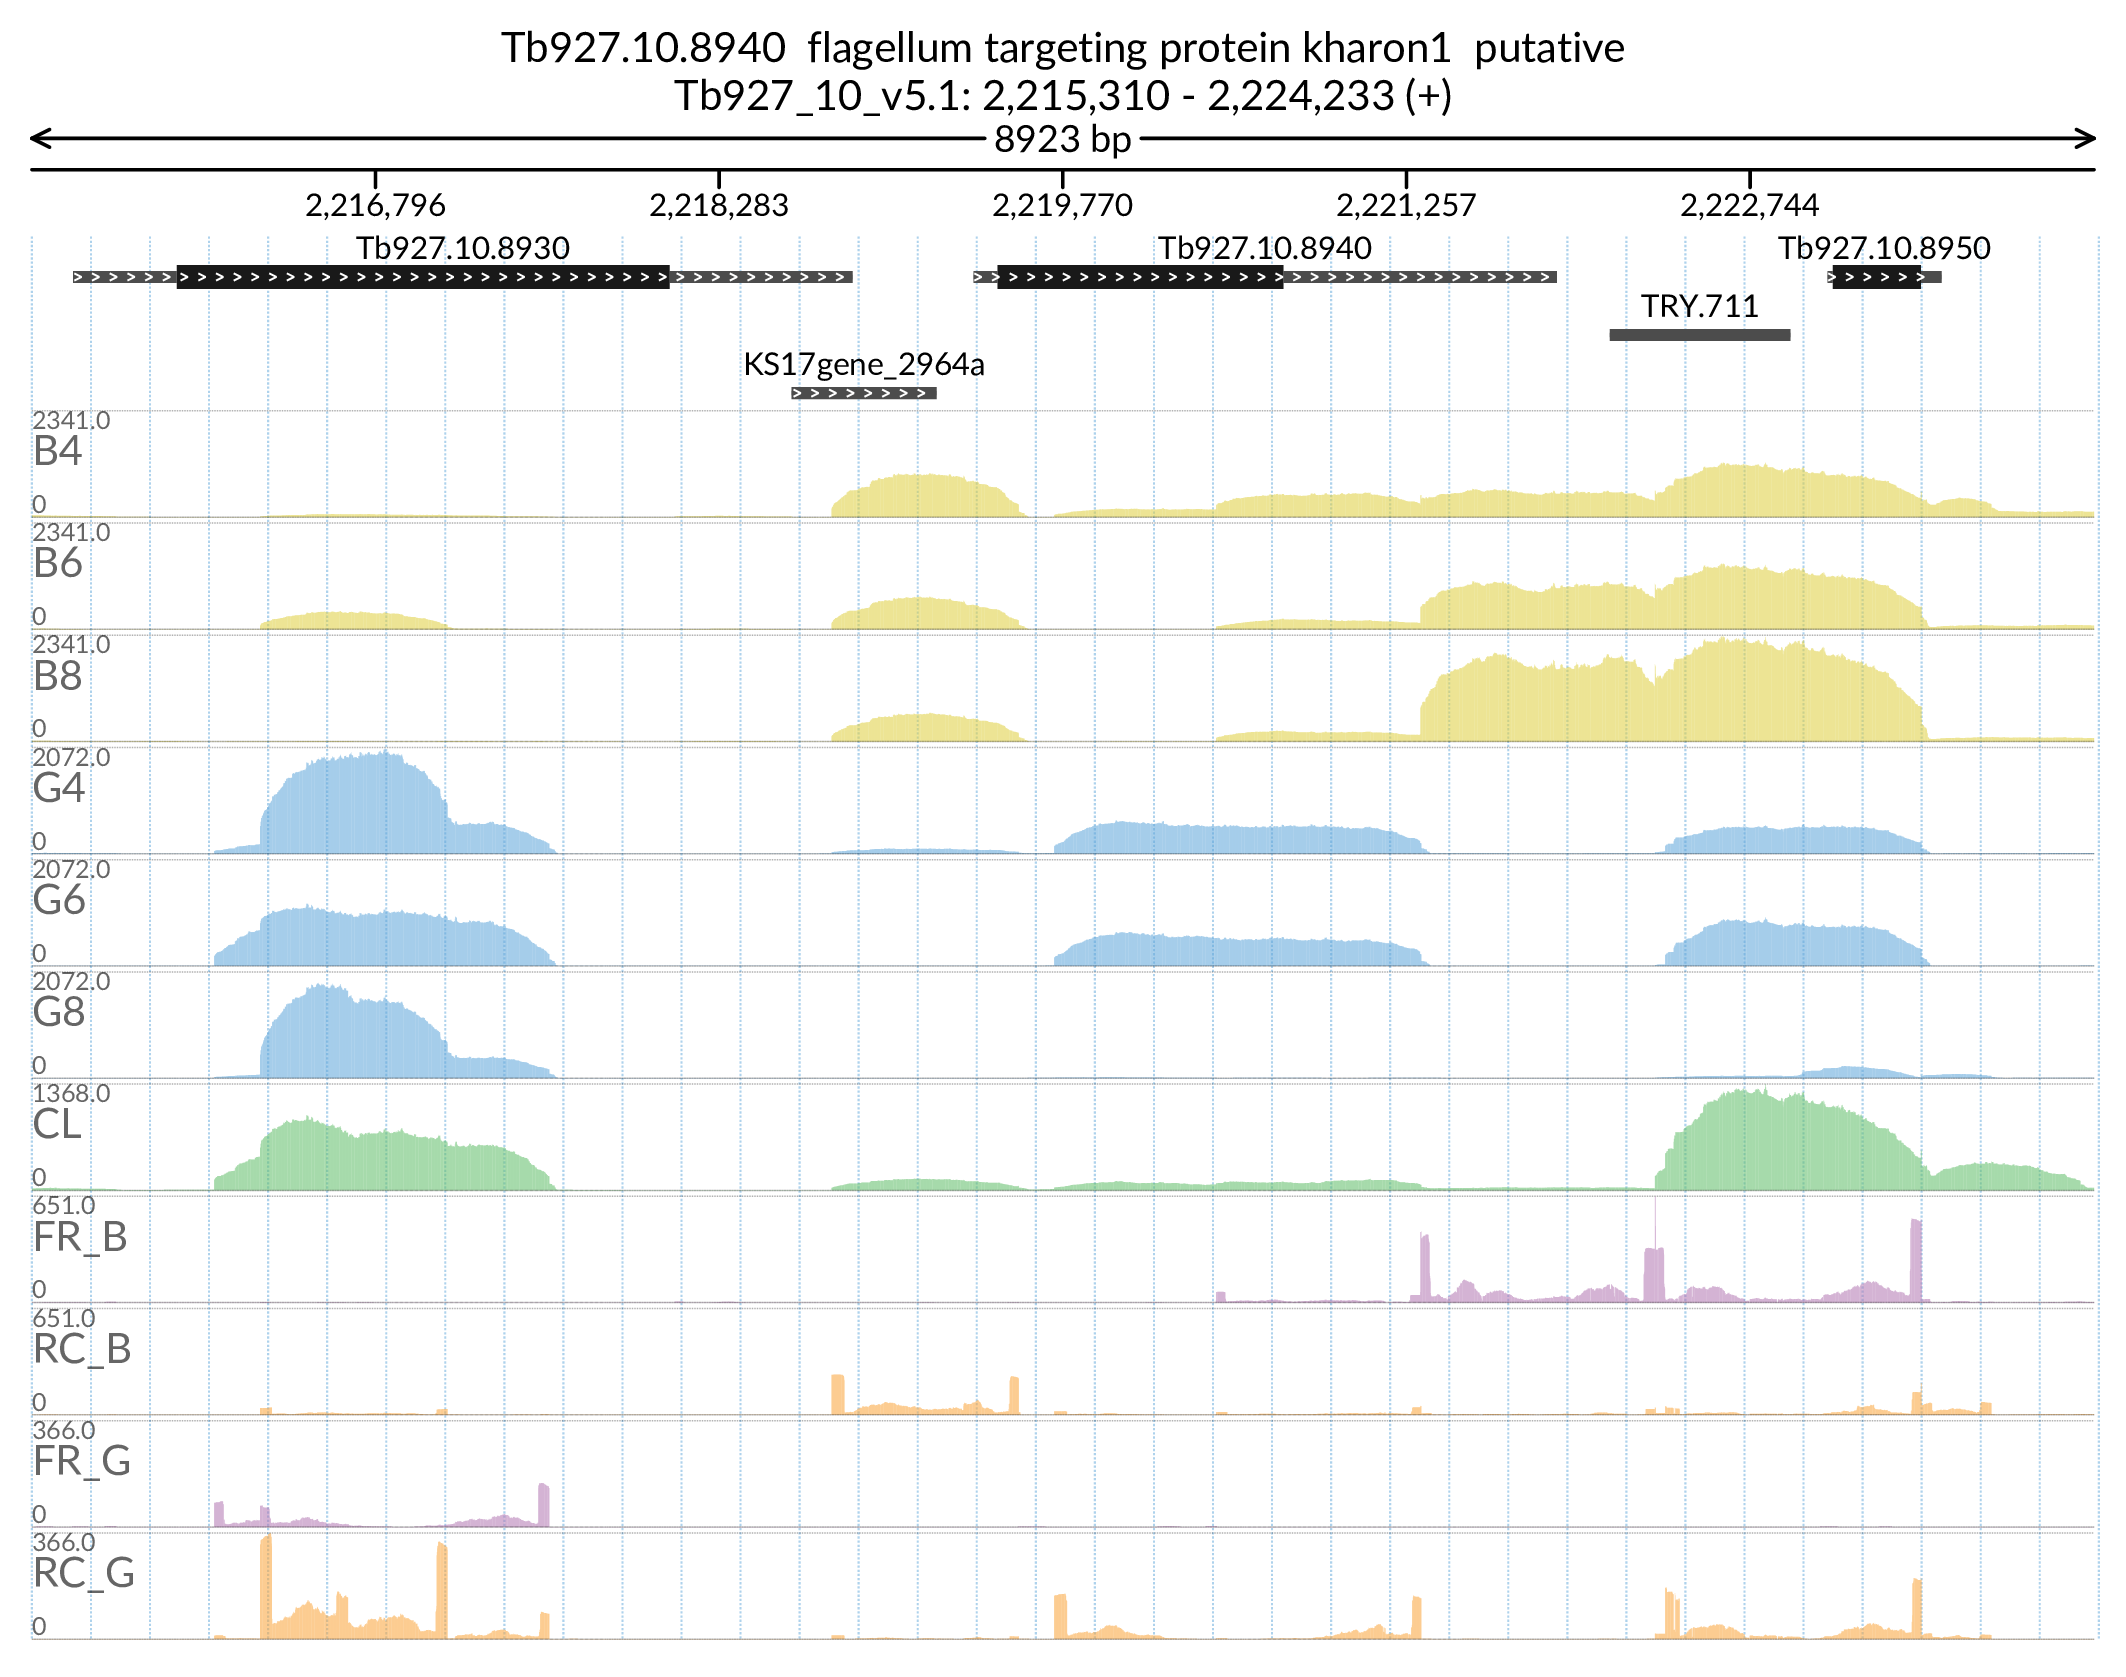 Tb927.10.8940 flagellum targeting protein kharon1 putative
Tb927_10_v5.1: 2,215,310 - 2,224,233 (+)
8923 bp
2,216,796 2,218,283 2,219,770 2,221,257 2,222,744
Tb927.10.8930 Tb927.10.8940 Tb927.10.8950
TRY.711
KS17gene_2964a
2341.0
B4
0
2341.0
B6
0
2341.0
B8
0
2072.0
G4
0
2072.0
G6
0
2072.0
G8
0
1368.0
CL
0
651.0
FR_B
0
651.0
RC_B
0
366.0
FR_G
0
366.0
RC_G
0